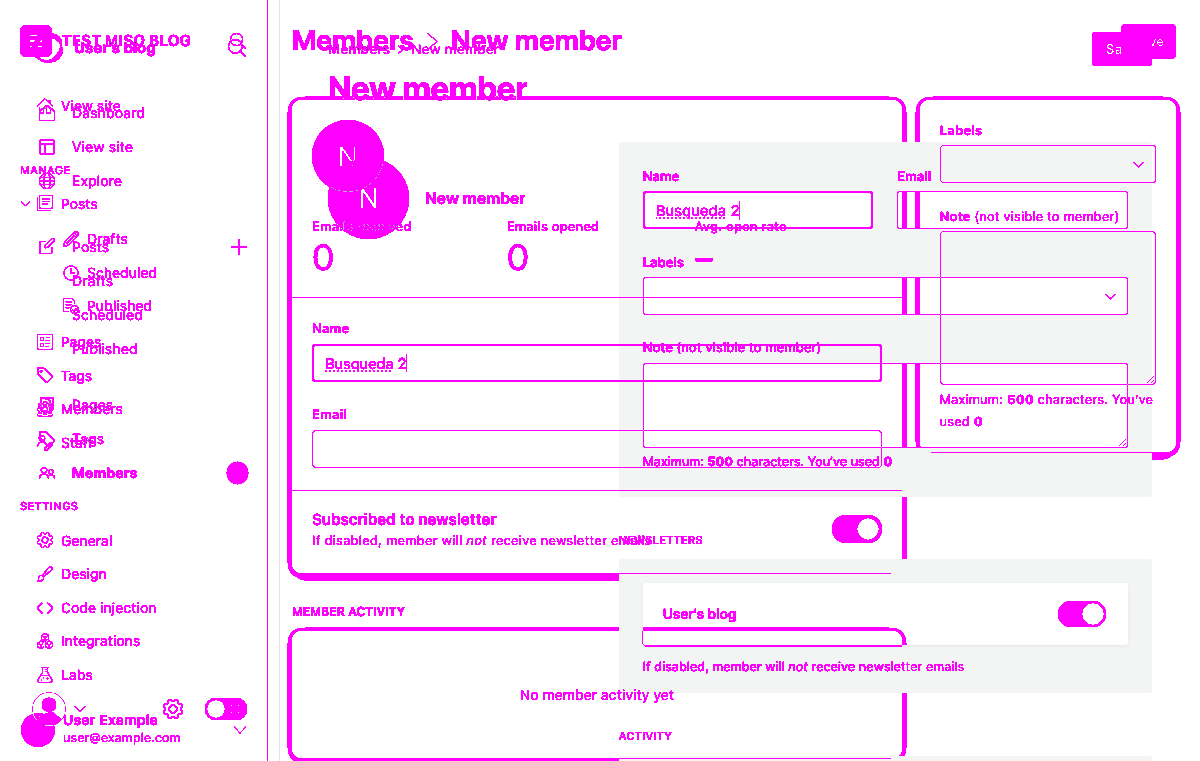 TEST MISO BLOG
User's blog
View site
Dashboard
View site
MANAGE
Explore
Posts
Drafts
Posts
Scheduled
Drafts
Published
Scheduled
Pages
Published
Tags
Members
Pages
Staff
Tags
Members
SETTINGS
General
Design
Code injection
Integrations
Labs
User Example
user@example.com
Members > New member
Members > New member
New member
Sa
ve
N
N
New member
Emails
Emails opened
Avg. open rate
0
0
Name
Busqueda 2
Email
Subscribed to newsletter
If disabled, member will not receive newsletter emails
MEMBER ACTIVITY
No member activity yet
Name
Busqueda 2
Email
Labels
Note (not visible to member)
Maximum: 500 characters. You've used 0
NEWSLETTERS
User's blog
If disabled, member will not receive newsletter emails
ACTIVITY
Labels
Note (not visible to member)
Maximum: 500 characters. You've
used 0